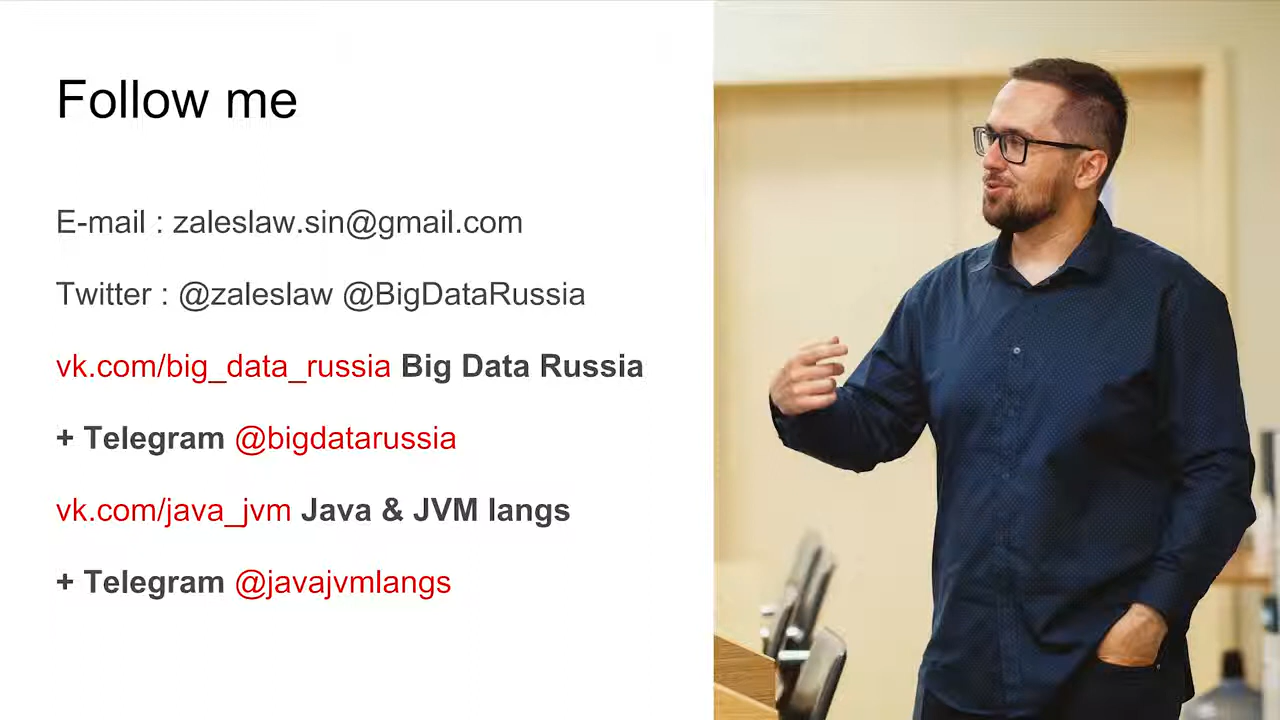 Follow me
E-mail : zaleslaw.sin@gmail.com
Twitter : @zaleslaw @BigDataRussia
vk.com/big_data_russia Big Data Russia
+ Telegram @bigdatarussia
vk.com/java_jvm Java & JVM langs
+ Telegram @javajvmlangs